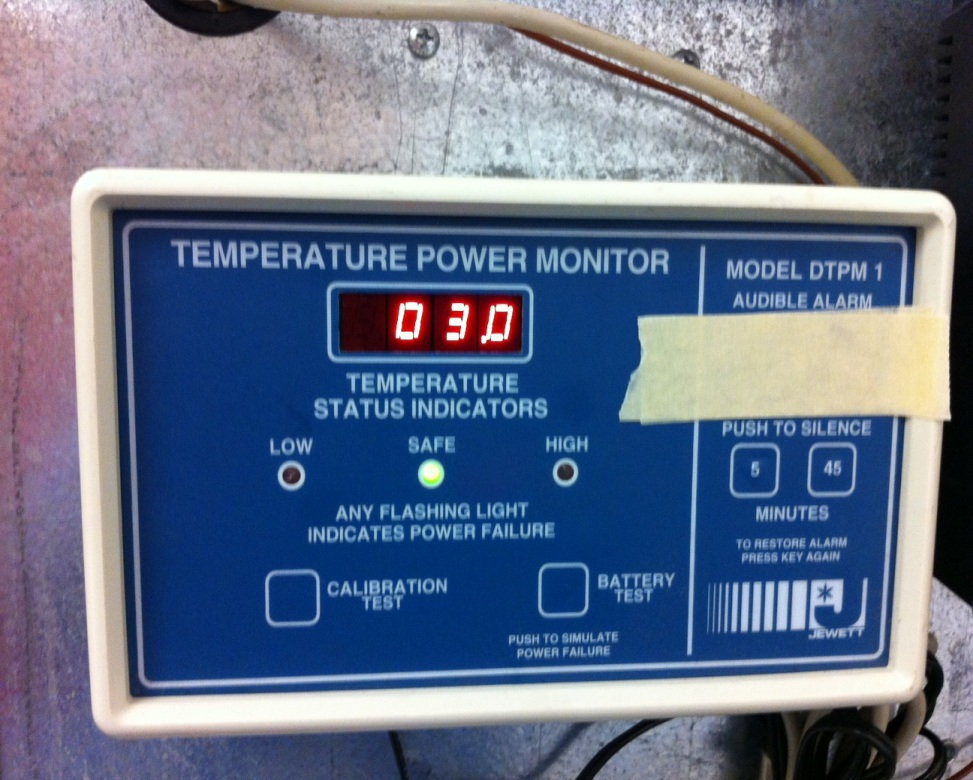 TEMPERATURE POWER MONITOR
03.0
TEMPERATURE
STATUS INDICATORS
LOW
SAFE
HIGH
ANY FLASHING LIGHT
INDICATES POWER FAILURE
CALIBRATION
TEST
BATTERY
TEST
PUSH TO SIMULATE
POWER FAILURE
MODEL DTPM 1
AUDIBLE ALARM
PUSH TO SILENCE
5
45
MINUTES
TO RESTORE ALARM
PRESS KEY AGAIN
J
JEWETT